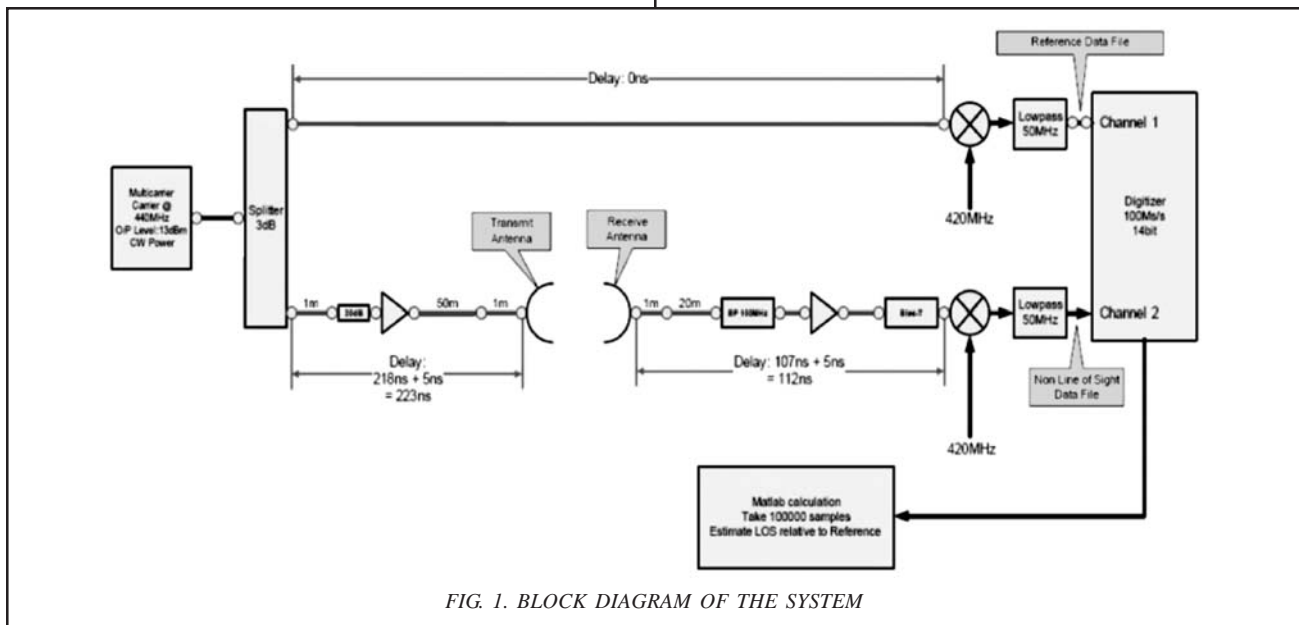 Reference Data File
Delay: 0ns
Lowpass
50MHz
Channel 1
Multicarrier
Carrier @
440MHz
O/P Level:13dBm
CW Power
Splitter
3dB
Transmit
Antenna
Receive
Antenna
420MHz
Digitizer
100Ms/s
14bit
1m
50m
1m
1m
20m
BP 100MHz
Bias-T
Lowpass
50MHz
Channel 2
Delay:
218ns + 5ns
= 223ns
Delay: 107ns + 5ns
= 112ns
Non Line of Sight
Data File
420MHz
Matlab calculation
Take 100000 samples
Estimate LOS relative to Reference
FIG. 1. BLOCK DIAGRAM OF THE SYSTEM